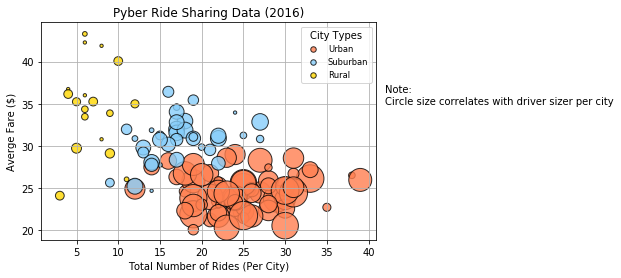 Pyber Ride Sharing Data (2016)
City Types
Urban
Suburban
Rural
Note:
Circle size correlates with driver sizer per city
Averge Fare ($)
40
35
30
25
20
5 10 15 20 25 30 35 40
Total Number of Rides (Per City)